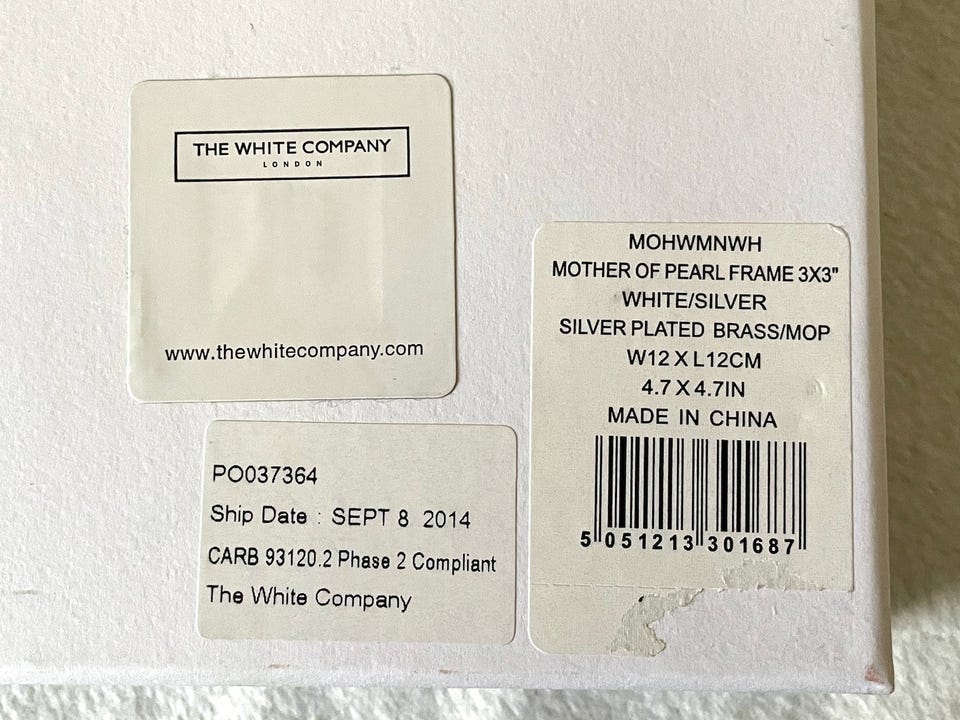 THE WHITE COMPANY
LONDON
www.thewhitecompany.com
PO037364
Ship Date : SEPT 8 2014
CARB 93120.2 Phase 2 Compliant
The White Company
MOHWMNWH
MOTHER OF PEARL FRAME 3X3"
WHITE/SILVER
SILVER PLATED BRASS/MOP
W12 X L12CM
4.7 X 4.7IN
MADE IN CHINA
5 051213 301687